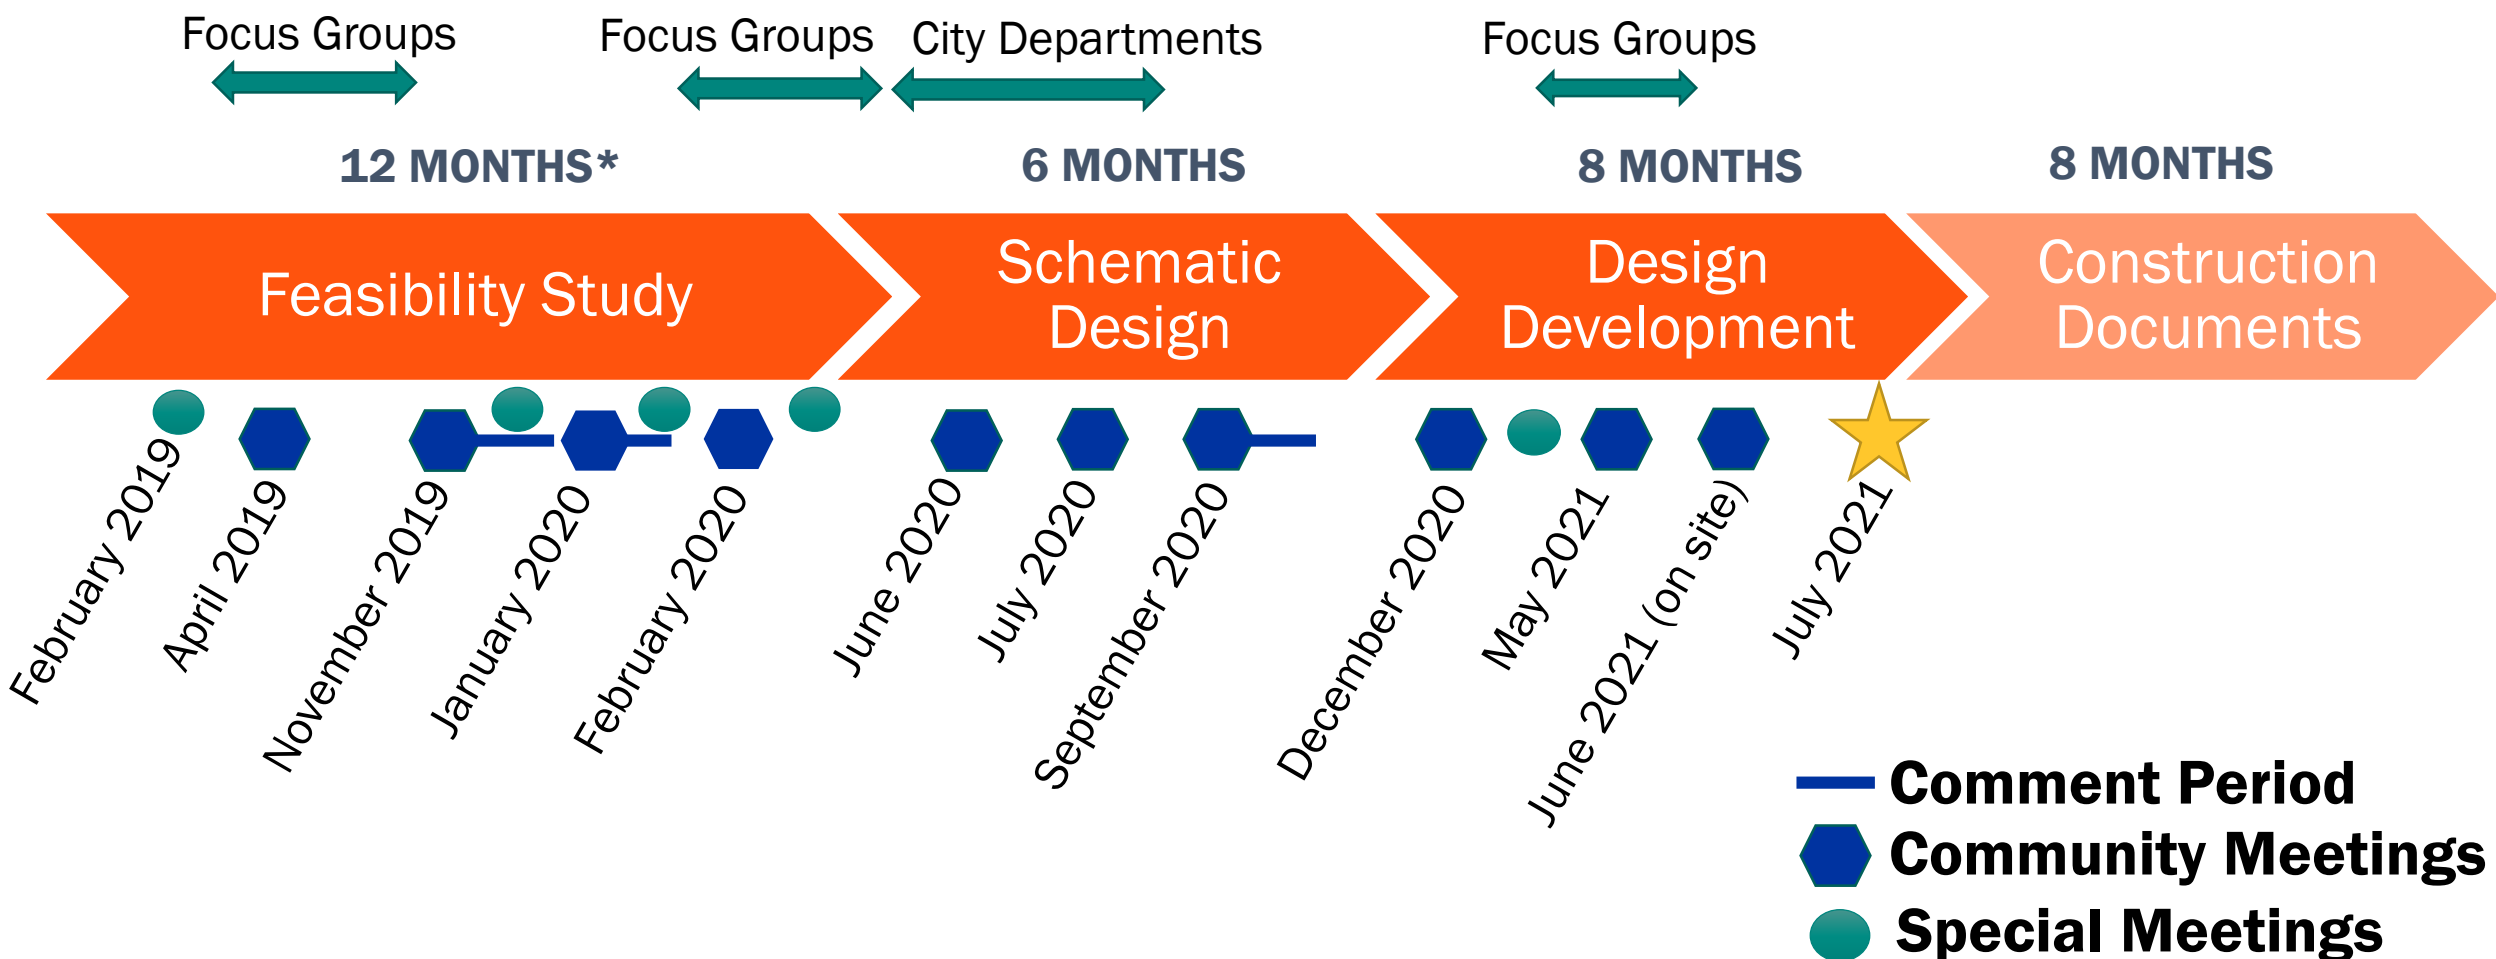 Focus Groups
Focus Groups
City Departments
Focus Groups
12 MONTHS*
6 MONTHS
8 MONTHS
8 MONTHS
Feasibility Study
Schematic
Design
Design
Development
Construction
Documents
February 2019
April 2019
November 2019
January 2020
February 2020
June 2020
July 2020
September 2020
December 2020
May 2021
June 2021 (on site)
July 2021
Comment Period
Community Meetings
Special Meetings